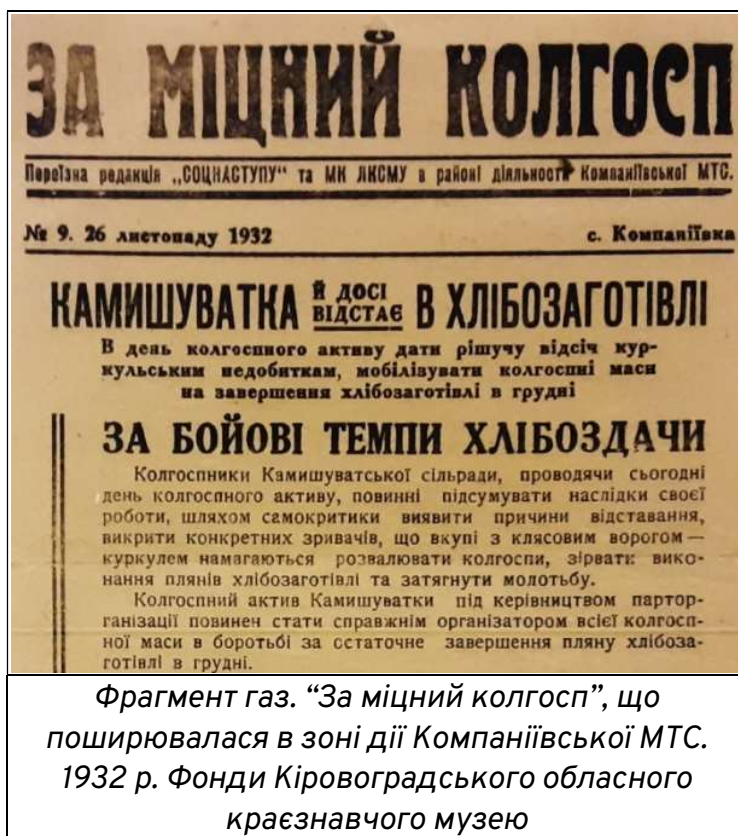 ЗА МІЦНИЙ КОЛГОСП
Переїзна редакція „СОЦНАСТУПУ“ та МК ЛКСМУ в районі діяльности Компаніївської МТС.
№ 9. 26 листопаду 1932 с. Компаніївка
КАМИШУВАТКА Й ДОСІ ВІДСТАЄ В ХЛІБОЗАГОТІВЛІ
В день колгоспного активу дати рішучу відсіч кур-
кульським недобиткам, мобілізувати колгоспні маси
на завершення хлібозаготівлі в грудні
ЗА БОЙОВІ ТЕМПИ ХЛІБОЗДАЧИ
Колгоспники Камишуватської сільради, проводячи сьогодні
день колгоспного активу, повинні підсумувати наслідки своєї
роботи, шляхом самокритики виявити причини відставання,
викрити конкретних зривачів, що вкупі з клясовим ворогом —
куркулем намагаються розвалювати колгоспи, зірвати вико-
нання плянів хлібозаготівлі та затягнути молотьбу.
Колгоспний актив Камишуватки під керівництвом партор-
ганізації повинен стати справжнім організатором всієї колгосп-
ної маси в боротьбі за остаточне завершення пляну хлібоза-
готівлі в грудні.
Фрагмент газ. “За міцний колгосп”, що
поширювалася в зоні дії Компаніївської МТС.
1932 р. Фонди Кіровоградського обласного
краєзнавчого музею